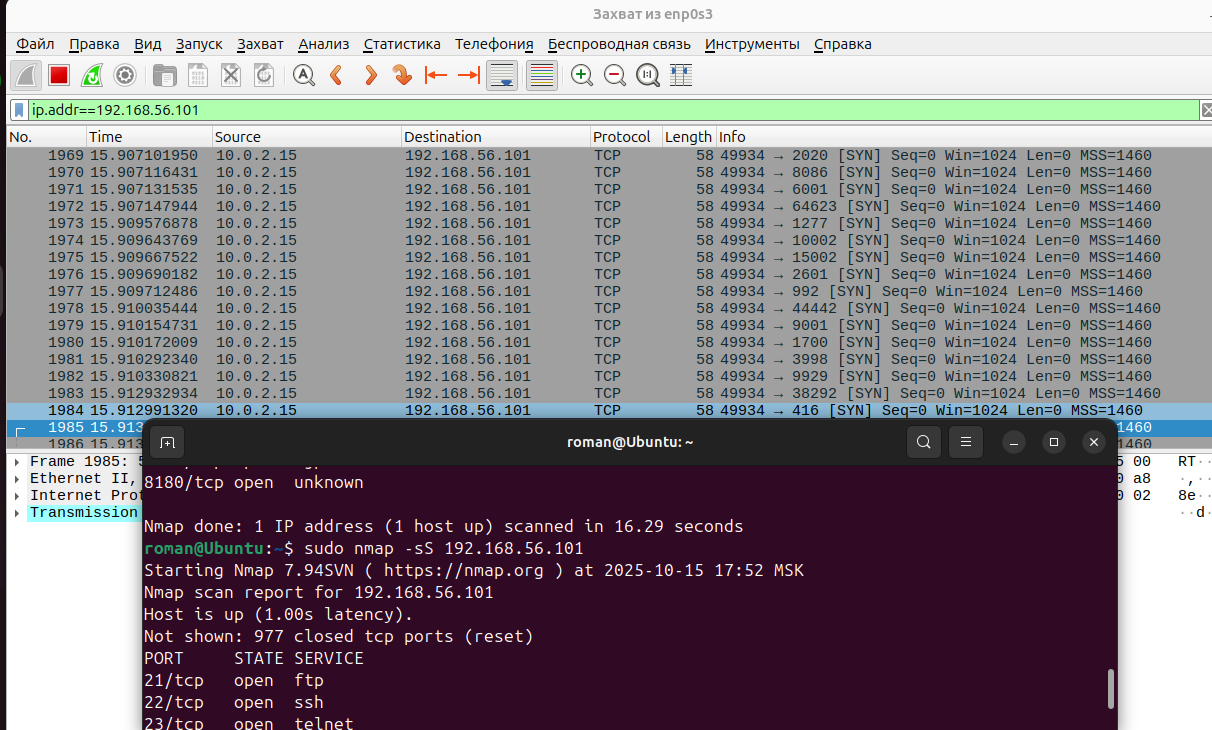 Захват из enp0s3
Файл Правка Вид Запуск Захват Анализ Статистика Телефония Беспроводная связь Инструменты Справка
ip.addr==192.168.56.101
No. Time Source Destination Protocol Length Info
1969 15.907101950 10.0.2.15 192.168.56.101 TCP 58 49934 → 2020 [SYN] Seq=0 Win=1024 Len=0 MSS=1460
1970 15.907116431 10.0.2.15 192.168.56.101 TCP 58 49934 → 8086 [SYN] Seq=0 Win=1024 Len=0 MSS=1460
1971 15.907131535 10.0.2.15 192.168.56.101 TCP 58 49934 → 6001 [SYN] Seq=0 Win=1024 Len=0 MSS=1460
1972 15.907147944 10.0.2.15 192.168.56.101 TCP 58 49934 → 64623 [SYN] Seq=0 Win=1024 Len=0 MSS=1460
1973 15.909576878 10.0.2.15 192.168.56.101 TCP 58 49934 → 1277 [SYN] Seq=0 Win=1024 Len=0 MSS=1460
1974 15.909643769 10.0.2.15 192.168.56.101 TCP 58 49934 → 10002 [SYN] Seq=0 Win=1024 Len=0 MSS=1460
1975 15.909667522 10.0.2.15 192.168.56.101 TCP 58 49934 → 15002 [SYN] Seq=0 Win=1024 Len=0 MSS=1460
1976 15.909690182 10.0.2.15 192.168.56.101 TCP 58 49934 → 2601 [SYN] Seq=0 Win=1024 Len=0 MSS=1460
1977 15.909712486 10.0.2.15 192.168.56.101 TCP 58 49934 → 992 [SYN] Seq=0 Win=1024 Len=0 MSS=1460
1978 15.910035444 10.0.2.15 192.168.56.101 TCP 58 49934 → 44442 [SYN] Seq=0 Win=1024 Len=0 MSS=1460
1979 15.910154731 10.0.2.15 192.168.56.101 TCP 58 49934 → 9001 [SYN] Seq=0 Win=1024 Len=0 MSS=1460
1980 15.910172009 10.0.2.15 192.168.56.101 TCP 58 49934 → 1700 [SYN] Seq=0 Win=1024 Len=0 MSS=1460
1981 15.910292340 10.0.2.15 192.168.56.101 TCP 58 49934 → 3998 [SYN] Seq=0 Win=1024 Len=0 MSS=1460
1982 15.910330821 10.0.2.15 192.168.56.101 TCP 58 49934 → 9929 [SYN] Seq=0 Win=1024 Len=0 MSS=1460
1983 15.912932934 10.0.2.15 192.168.56.101 TCP 58 49934 → 38292 [SYN] Seq=0 Win=1024 Len=0 MSS=1460
1984 15.912991320 10.0.2.15 192.168.56.101 TCP 58 49934 → 416 [SYN] Seq=0 Win=1024 Len=0 MSS=1460
1985 15.913 1460
1986 15.913 1460
Frame 1985: 5 00 RT··
Ethernet II, 0 a8 ·,··
Internet Prot 0 02 8e··
Transmission ··d·
roman@Ubuntu: ~
8180/tcp open unknown
Nmap done: 1 IP address (1 host up) scanned in 16.29 seconds
roman@Ubuntu:~$ sudo nmap -sS 192.168.56.101
Starting Nmap 7.94SVN ( https://nmap.org ) at 2025-10-15 17:52 MSK
Nmap scan report for 192.168.56.101
Host is up (1.00s latency).
Not shown: 977 closed tcp ports (reset)
PORT STATE SERVICE
21/tcp open ftp
22/tcp open ssh
23/tcp open telnet